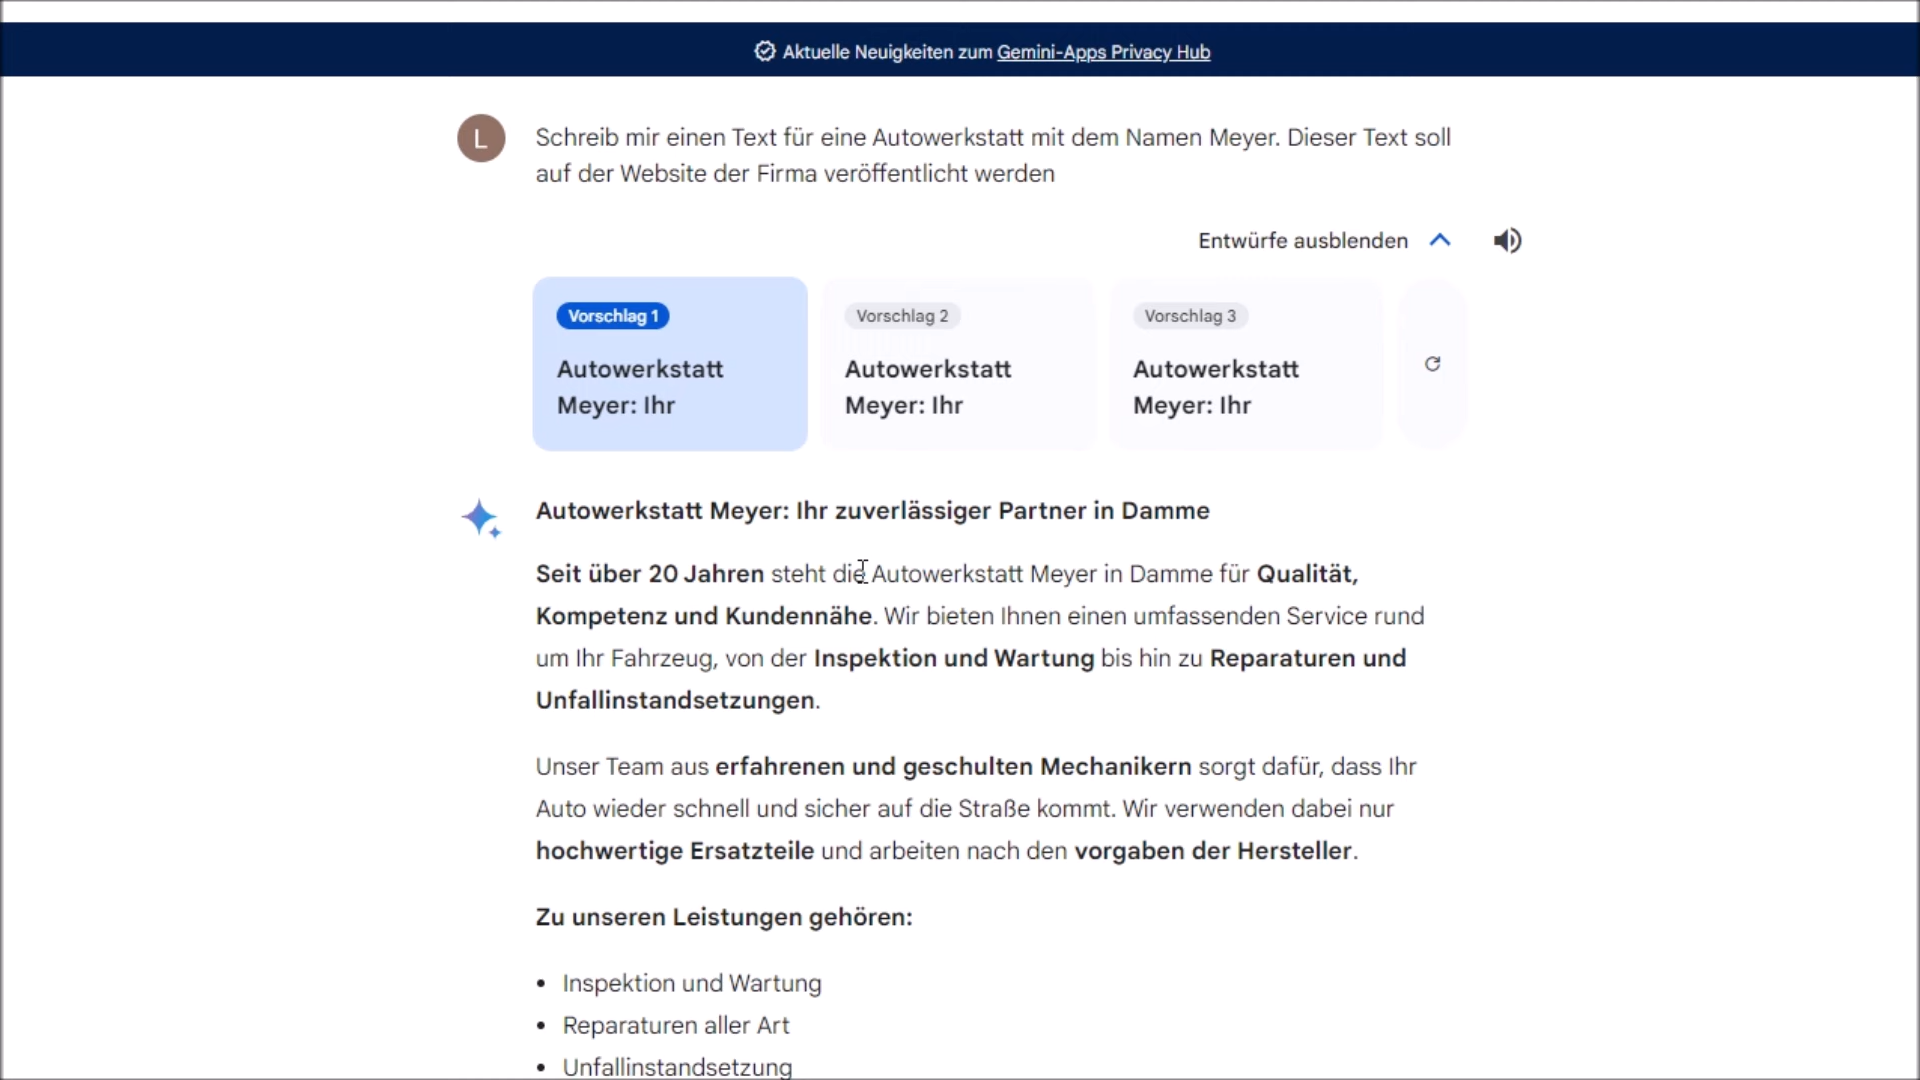 Aktuelle Neuigkeiten zum Gemini-Apps Privacy Hub
L
Schreib mir einen Text für eine Autowerkstatt mit dem Namen Meyer. Dieser Text soll
auf der Website der Firma veröffentlicht werden
Entwürfe ausblenden
Vorschlag 1
Autowerkstatt
Meyer: Ihr
Vorschlag 2
Autowerkstatt
Meyer: Ihr
Vorschlag 3
Autowerkstatt
Meyer: Ihr
Autowerkstatt Meyer: Ihr zuverlässiger Partner in Damme
Seit über 20 Jahren steht die Autowerkstatt Meyer in Damme für Qualität,
Kompetenz und Kundennähe. Wir bieten Ihnen einen umfassenden Service rund
um Ihr Fahrzeug, von der Inspektion und Wartung bis hin zu Reparaturen und
Unfallinstandsetzungen.
Unser Team aus erfahrenen und geschulten Mechanikern sorgt dafür, dass Ihr
Auto wieder schnell und sicher auf die Straße kommt. Wir verwenden dabei nur
hochwertige Ersatzteile und arbeiten nach den vorgaben der Hersteller.
Zu unseren Leistungen gehören:
• Inspektion und Wartung
• Reparaturen aller Art
• Unfallinstandsetzung